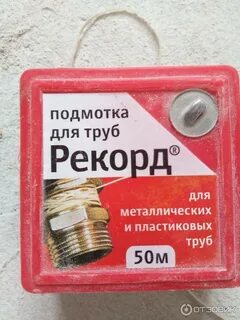 подмотка
для труб
Рекорд®
для
металлических
и пластиковых
труб
50м